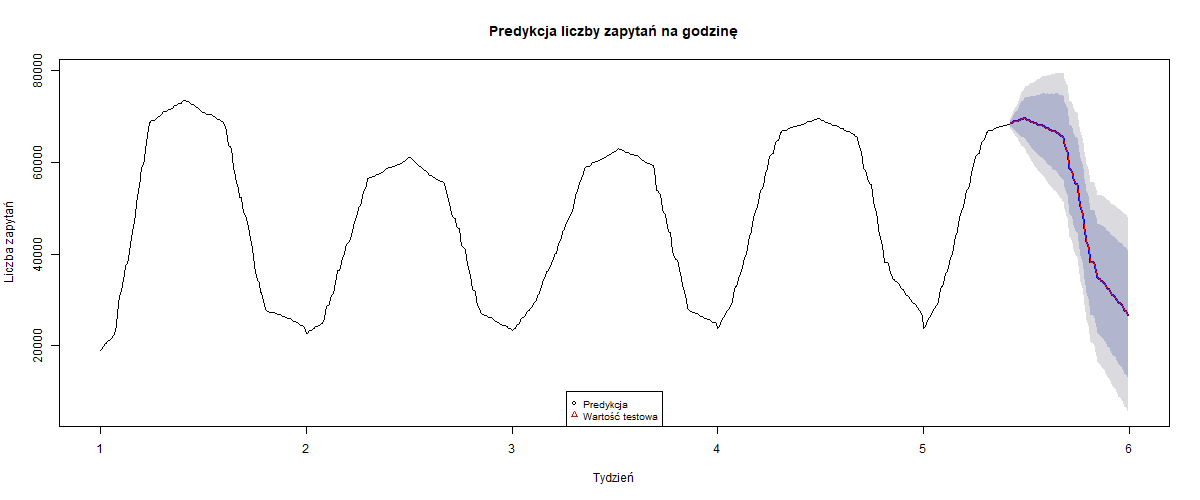 Predykcja liczby zapytań na godzinę
Liczba zapytań
80000
60000
40000
20000
Predykcja
Wartość testowa
1 2 3 4 5 6
Tydzień